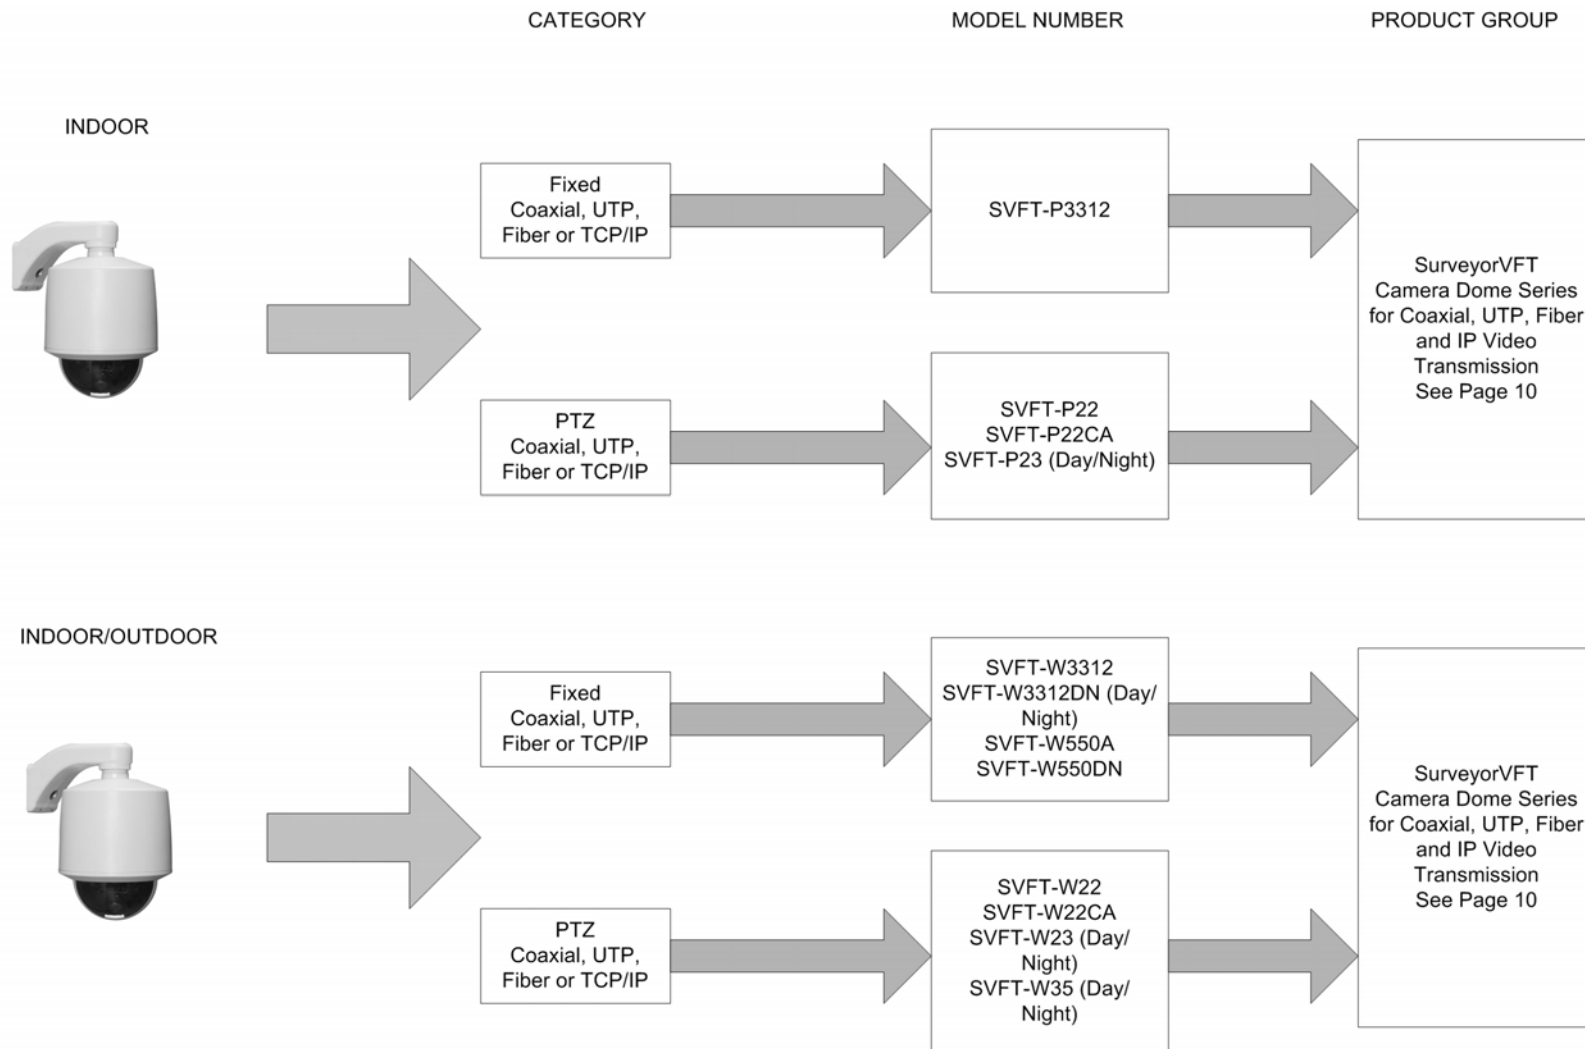 CATEGORY
MODEL NUMBER
PRODUCT GROUP
INDOOR
Fixed
Coaxial, UTP,
Fiber or TCP/IP
SVFT-P3312
PTZ
Coaxial, UTP,
Fiber or TCP/IP
SVFT-P22
SVFT-P22CA
SVFT-P23 (Day/Night)
SurveyorVFT
Camera Dome Series
for Coaxial, UTP, Fiber
and IP Video
Transmission
See Page 10
INDOOR/OUTDOOR
Fixed
Coaxial, UTP,
Fiber or TCP/IP
SVFT-W3312
SVFT-W3312DN (Day/
Night)
SVFT-W550A
SVFT-W550DN
PTZ
Coaxial, UTP,
Fiber or TCP/IP
SVFT-W22
SVFT-W22CA
SVFT-W23 (Day/
Night)
SVFT-W35 (Day/
Night)
SurveyorVFT
Camera Dome Series
for Coaxial, UTP, Fiber
and IP Video
Transmission
See Page 10